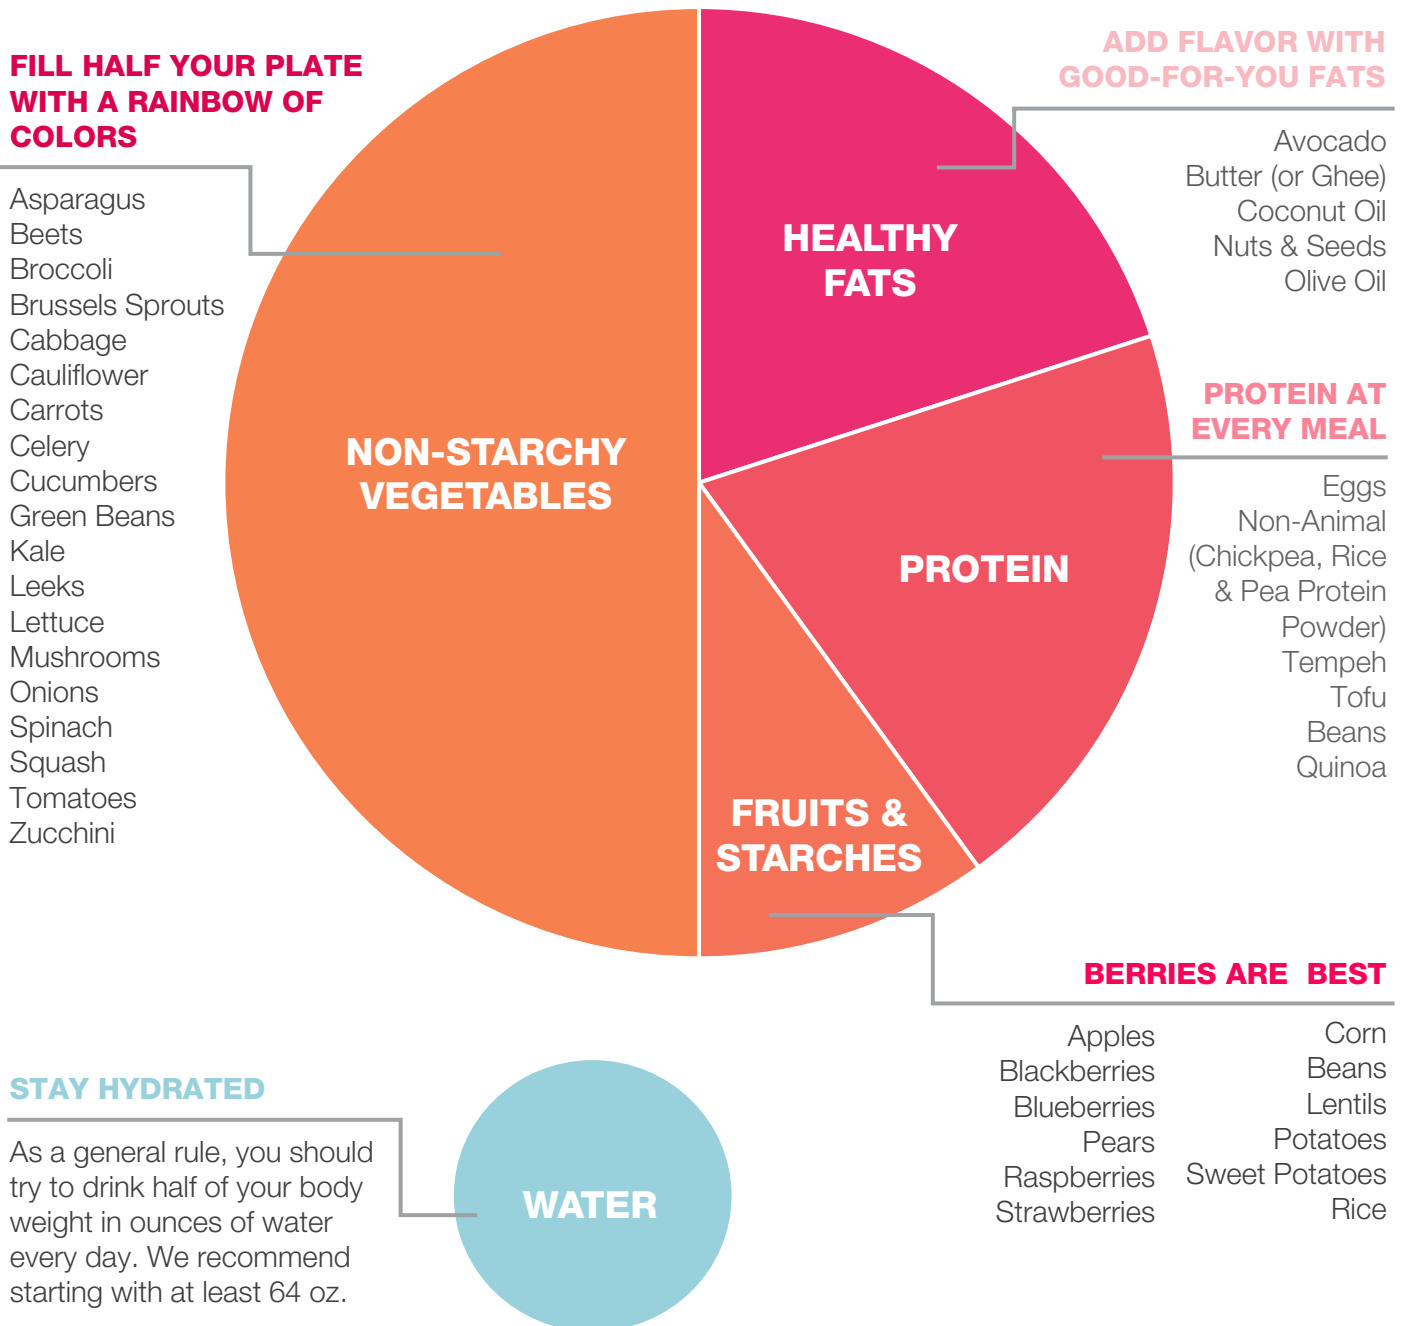 FILL HALF YOUR PLATE
WITH A RAINBOW OF
COLORS
Asparagus
Beets
Broccoli
Brussels Sprouts
Cabbage
Cauliflower
Carrots
Celery
Cucumbers
Green Beans
Kale
Leeks
Lettuce
Mushrooms
Onions
Spinach
Squash
Tomatoes
Zucchini
NON-STARCHY
VEGETABLES
HEALTHY
FATS
ADD FLAVOR WITH
GOOD-FOR-YOU FATS
Avocado
Butter (or Ghee)
Coconut Oil
Nuts & Seeds
Olive Oil
PROTEIN
PROTEIN AT
EVERY MEAL
Eggs
Non-Animal
(Chickpea, Rice
& Pea Protein
Powder)
Tempeh
Tofu
Beans
Quinoa
FRUITS &
STARCHES
BERRIES ARE  BEST
Apples
Blackberries
Blueberries
Pears
Raspberries
Strawberries
Corn
Beans
Lentils
Potatoes
Sweet Potatoes
Rice
STAY HYDRATED
As a general rule, you should
try to drink half of your body
weight in ounces of water
every day. We recommend
starting with at least 64 oz.
WATER